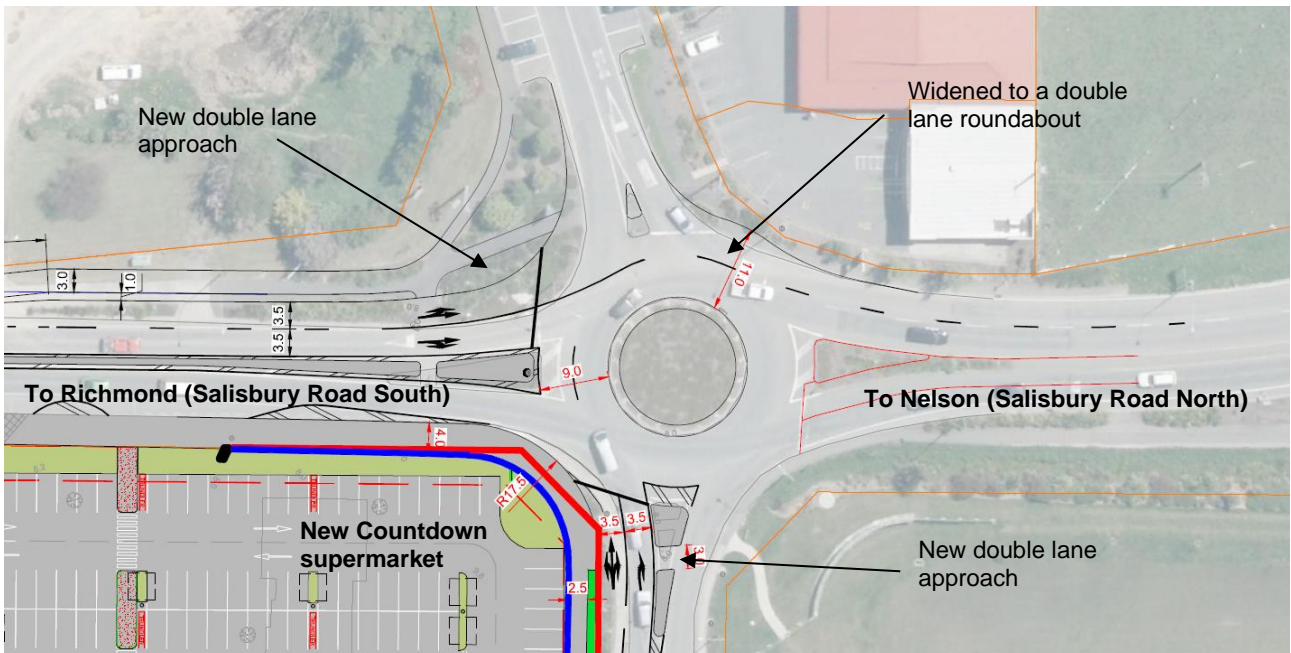 New double lane
approach
Widened to a double
lane roundabout
11.0
3.0
1.0
3.5
3.5
9.0
To Richmond (Salisbury Road South)
To Nelson (Salisbury Road North)
4.0
R17.5
3.5 3.5
New Countdown
supermarket
New double lane
approach
2.5